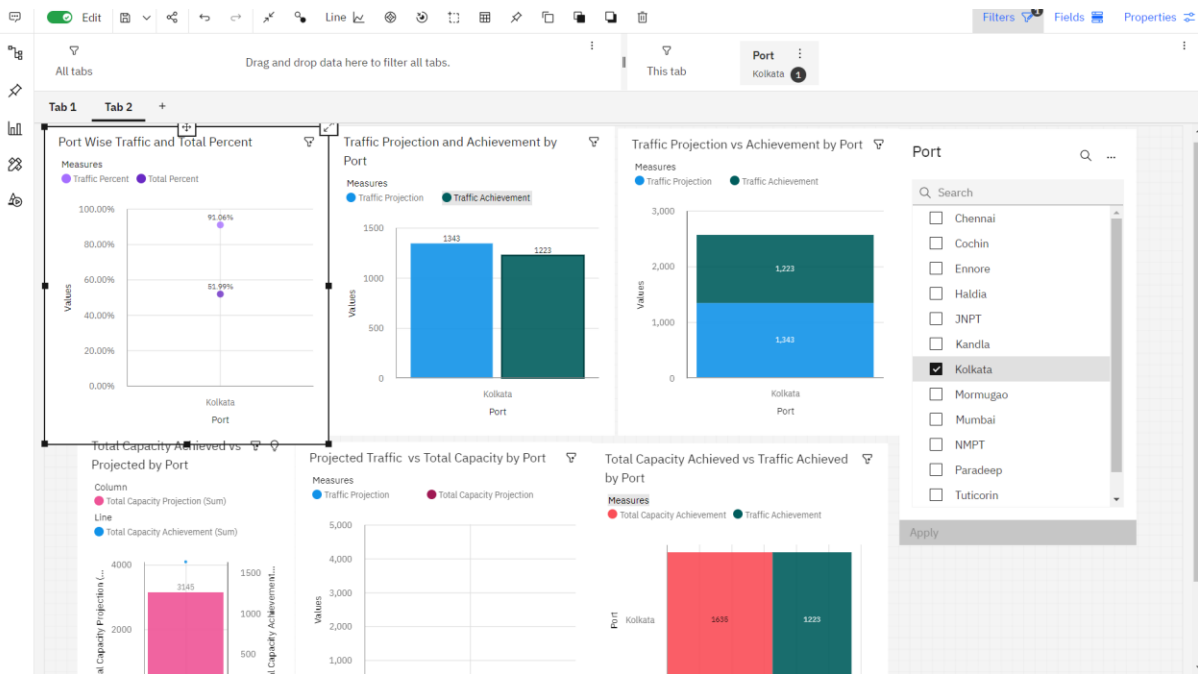 Edit
Line
1
Filters
Fields
Properties
All tabs
Drag and drop data here to filter all tabs.
This tab
Port
Kolkata 1
Tab 1
Tab 2
+
Port Wise Traffic and Total Percent
Measures
Traffic Percent
Total Percent
100.00%
80.00%
60.00%
40.00%
20.00%
0.00%
Values
91.06%
51.99%
Kolkata
Port
Traffic Projection and Achievement by
Port
Measures
Traffic Projection
Traffic Achievement
1500
1000
500
0
Values
1343
1223
Kolkata
Port
Traffic Projection vs Achievement by Port
Measures
Traffic Projection
Traffic Achievement
3,000
2,000
1,000
0
Values
1,223
1,343
Kolkata
Port
Port
Search
Chennai
Cochin
Ennore
Haldia
JNPT
Kandla
Kolkata
Mormugao
Mumbai
NMPT
Paradeep
Tuticorin
Apply
Total Capacity Achieved vs
Projected by Port
Column
Total Capacity Projection (Sum)
Line
Total Capacity Achievement (Sum)
4000
2000
al Capacity Projection (...
3145
1500
1000
500
l Capacity Achievement...
Projected Traffic vs Total Capacity by Port
Measures
Traffic Projection
Total Capacity Projection
5,000
4,000
3,000
2,000
1,000
Values
Total Capacity Achieved vs Traffic Achieved
by Port
Measures
Total Capacity Achievement
Traffic Achievement
Port
Kolkata
1635
1223